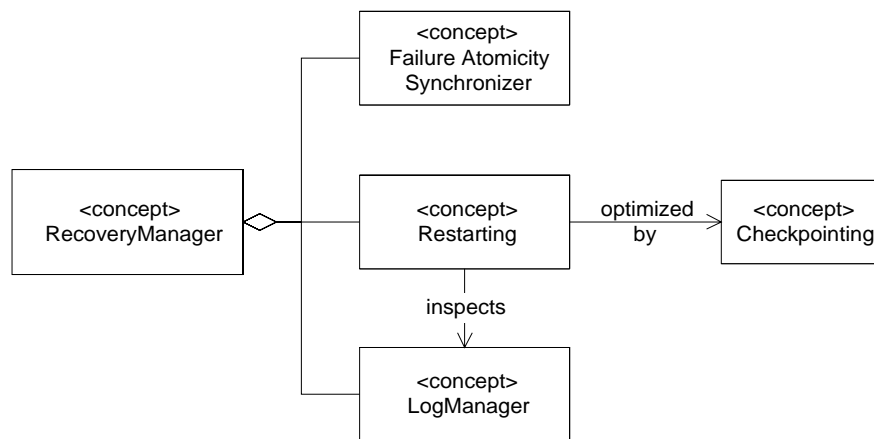 <concept>
Failure Atomicity
Synchronizer
<concept>
RecoveryManager
<concept>
Restarting
optimized
by
<concept>
Checkpointing
inspects
<concept>
LogManager